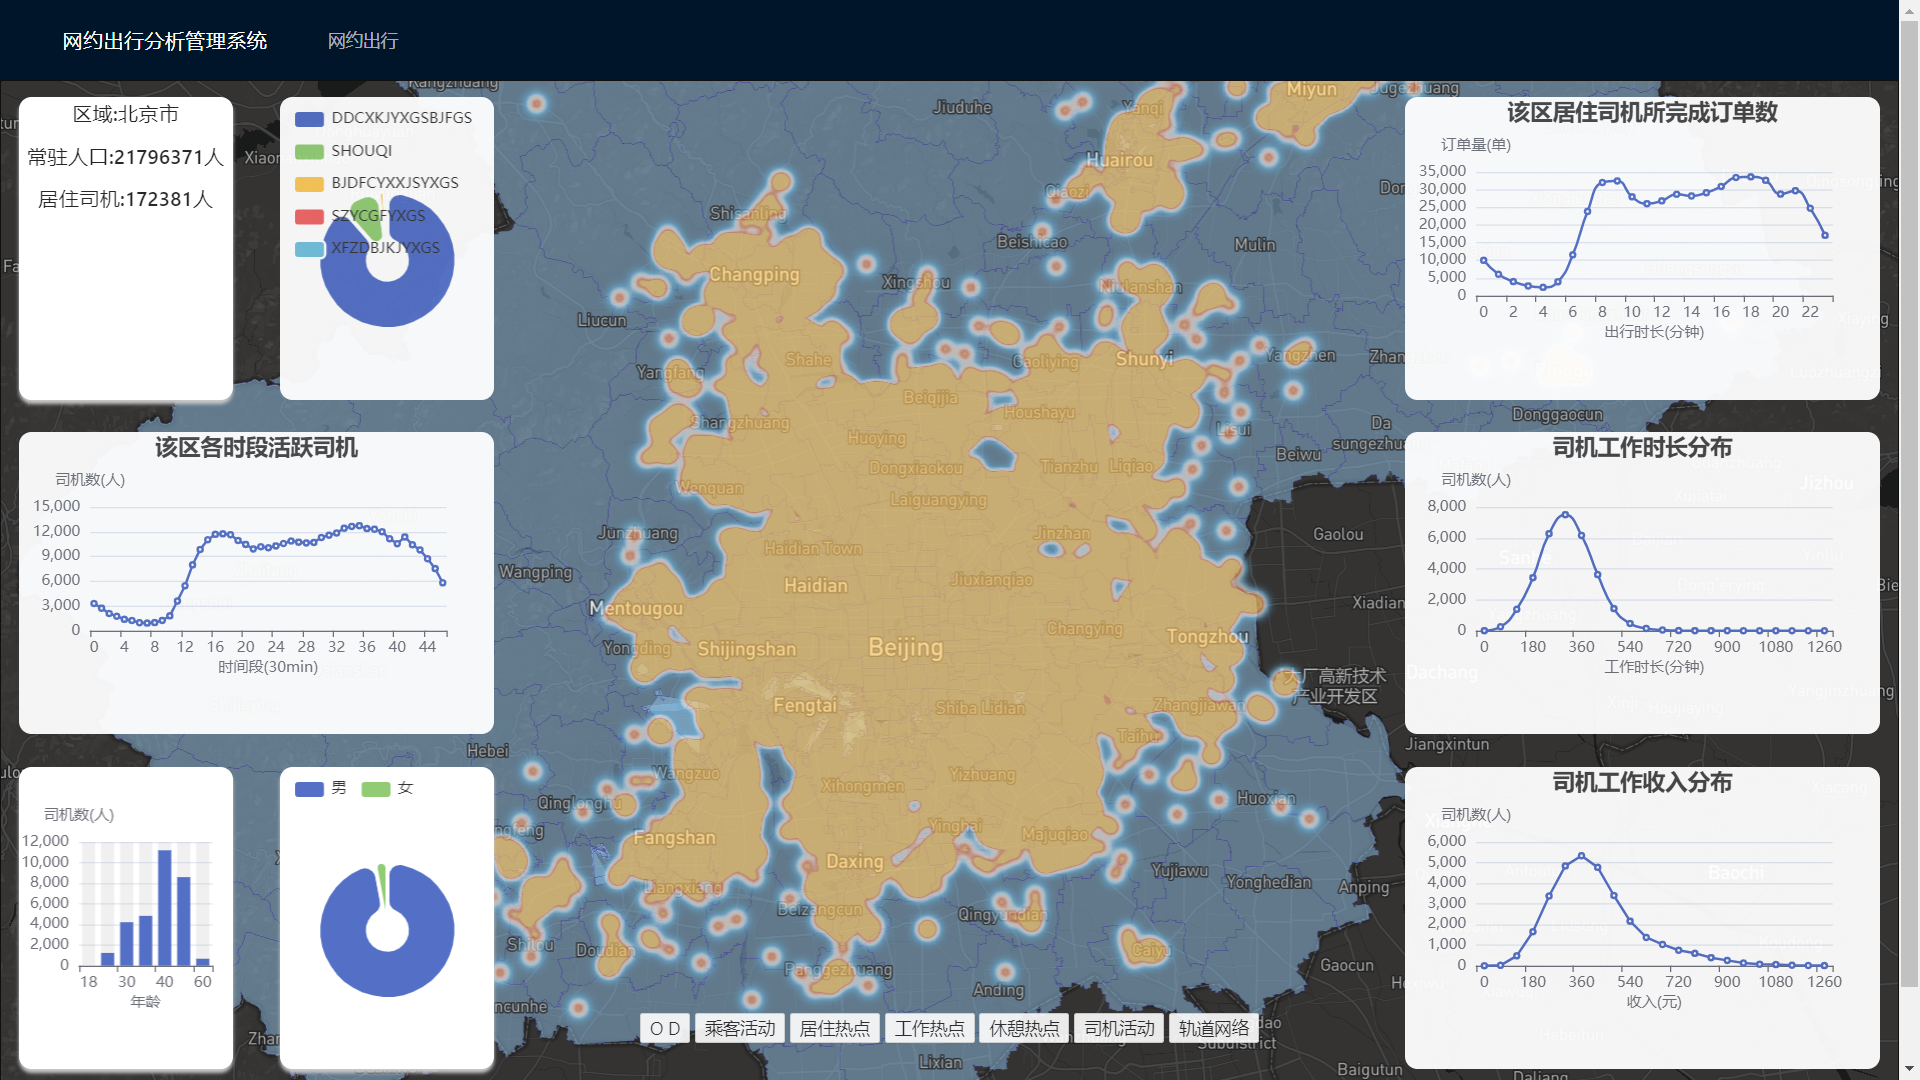 网约出行分析管理系统
网约出行
区域:北京市
常驻人口:21796371人
居住司机:172381人
DDCXKJYXGSBJFGS
SHOUQI
BJDFCYXXJSYXGS
SZYCGFYXGS
XFZDBJKJYXGS
该区各时段活跃司机
司机数(人)
15,000
12,000
9,000
6,000
3,000
0
0 4 8 12 16 20 24 28 32 36 40 44
时间段(30min)
司机数(人)
12,000
10,000
8,000
6,000
4,000
2,000
0
18 30 40 60
年龄
男 女
Kangzhuang
Jiuduhe
Yanqi
Miyun
Jugezhuang
Huairou
Qiaozi
Shisanling
Beishicao
Mulin
Changping
Xingshou
Niulanshan
Liucun
Shahe
Gaoliying
Shunyi
Yangzhen
Yangfang
Beiqijia
Houshayu
Shangzhuang
Huoying
Lisui
Da
sungezhu
Donggaocun
Beiwu
Dongxiaokou
Tianzhu
Liqiao
Wenquan
Laiguangying
Junzhuang
Jinzhan
Gaolou
Haidian Town
Wangping
Haidian
Jiuxianqiao
Mentougou
Xiadian
Changying
Tongzhou
Yongding
Shijingshan
Beijing
Dachang
大厂高新技术
产业开发区
Fengtai
Shiba Lidian
Zhangjiawan
Taihu
Hebei
Jiangxintun
Wangzuo
Yizhuang
Xihongmen
Qinglonghu
Huoxian
Yinghai
Majuqiao
Fangshan
Daxing
Yujiawu
Yonghedian
Anping
Liangxiang
Beizangcun
Qingyundian
Shilou
Doudian
Caiyu
Panggezhuang
Gaocun
Anding
Lixian
Baigutun
Daliang
O D
乘客活动
居住热点
工作热点
休憩热点
司机活动
轨道网络
该区居住司机所完成订单数
订单量(单)
35,000
30,000
25,000
20,000
15,000
10,000
5,000
0
0 2 4 6 8 10 12 14 16 18 20 22
出行时长(分钟)
司机工作时长分布
司机数(人)
8,000
6,000
4,000
2,000
0
0 180 360 540 720 900 1080 1260
工作时长(分钟)
Jizhou
司机工作收入分布
司机数(人)
6,000
5,000
4,000
3,000
2,000
1,000
0
0 180 360 540 720 900 1080 1260
收入(元)
Baochi